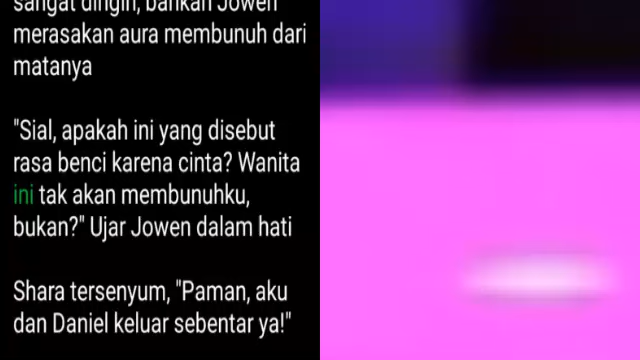 sangat dingin, bahkan Jowen
merasakan aura membunuh dari
matanya
"Sial, apakah ini yang disebut
rasa benci karena cinta? Wanita
ini tak akan membunuhku,
bukan?" Ujar Jowen dalam hati
Shara tersenyum, "Paman, aku
dan Daniel keluar sebentar ya!"